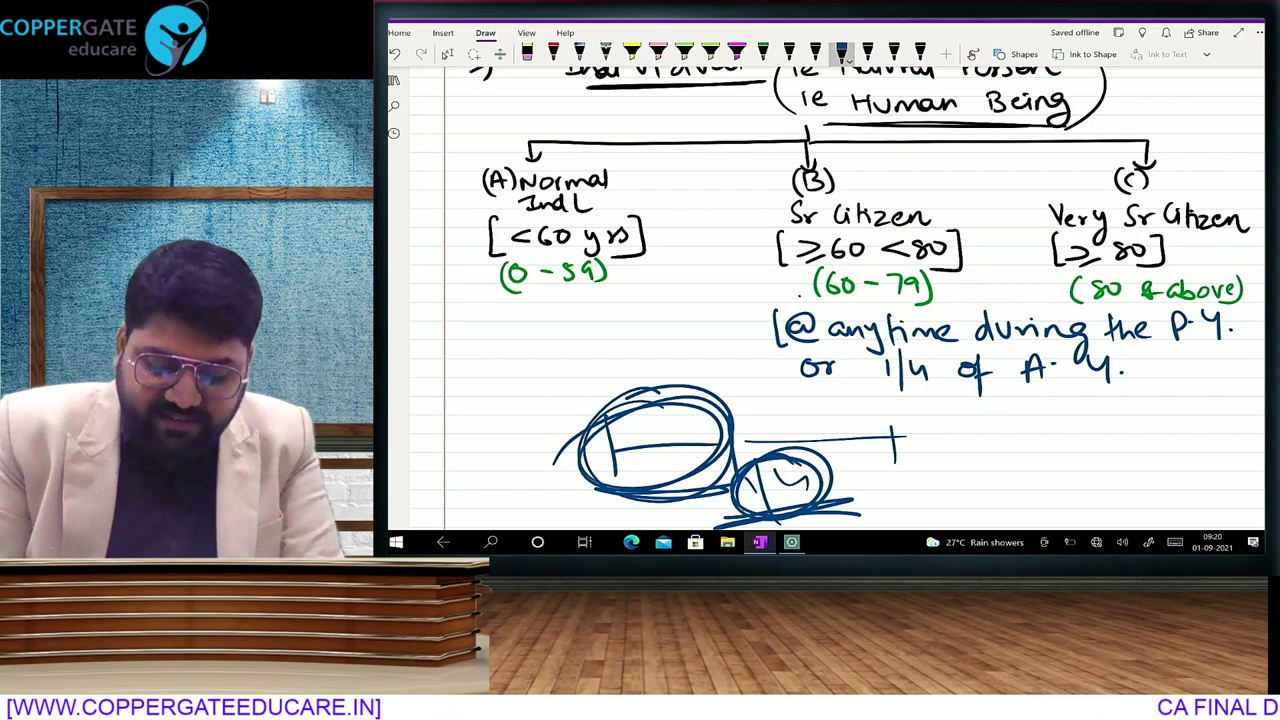 COPPERGATE
educare
Home Insert Draw View Help
Saved offline
Share
Shapes
Ink to Shape
Ink to Text
(ie
(ie Human Being)
(A) Normal
Indl
[<60 yrs]
(0 - 59)
(B)
Sr Citizen
[≥60 <80]
(60 - 79)
(C)
Very Sr Citizen
[≥ 80]
(80 & above)
[@ anytime during the P.Y.
or 1/4 of A.Y.
1/4
27°C Rain showers
09:20
01-09-2021
[WWW.COPPERGATEEDUCARE.IN]
CA FINAL D